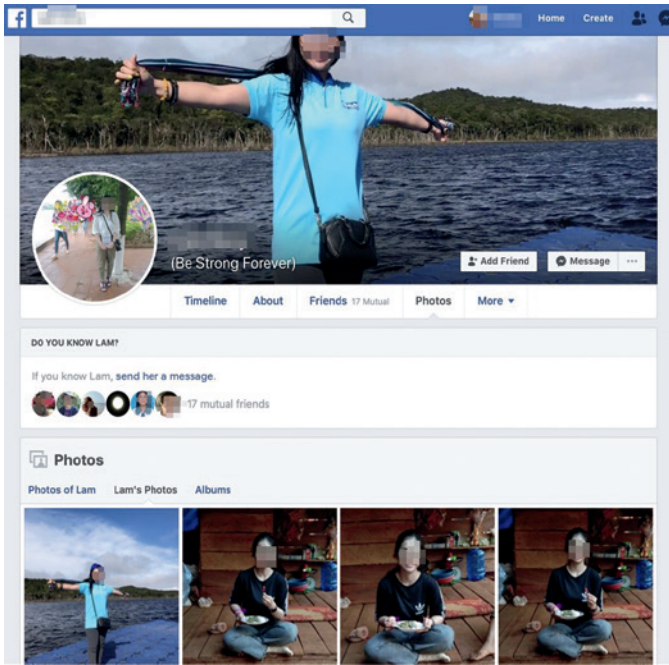 f
Home Create
(Be Strong Forever)
Add Friend Message ...
Timeline About Friends 17 Mutual Photos More
DO YOU KNOW LAM?
If you know Lam, send her a message.
17 mutual friends
Photos
Photos of Lam Lam's Photos Albums